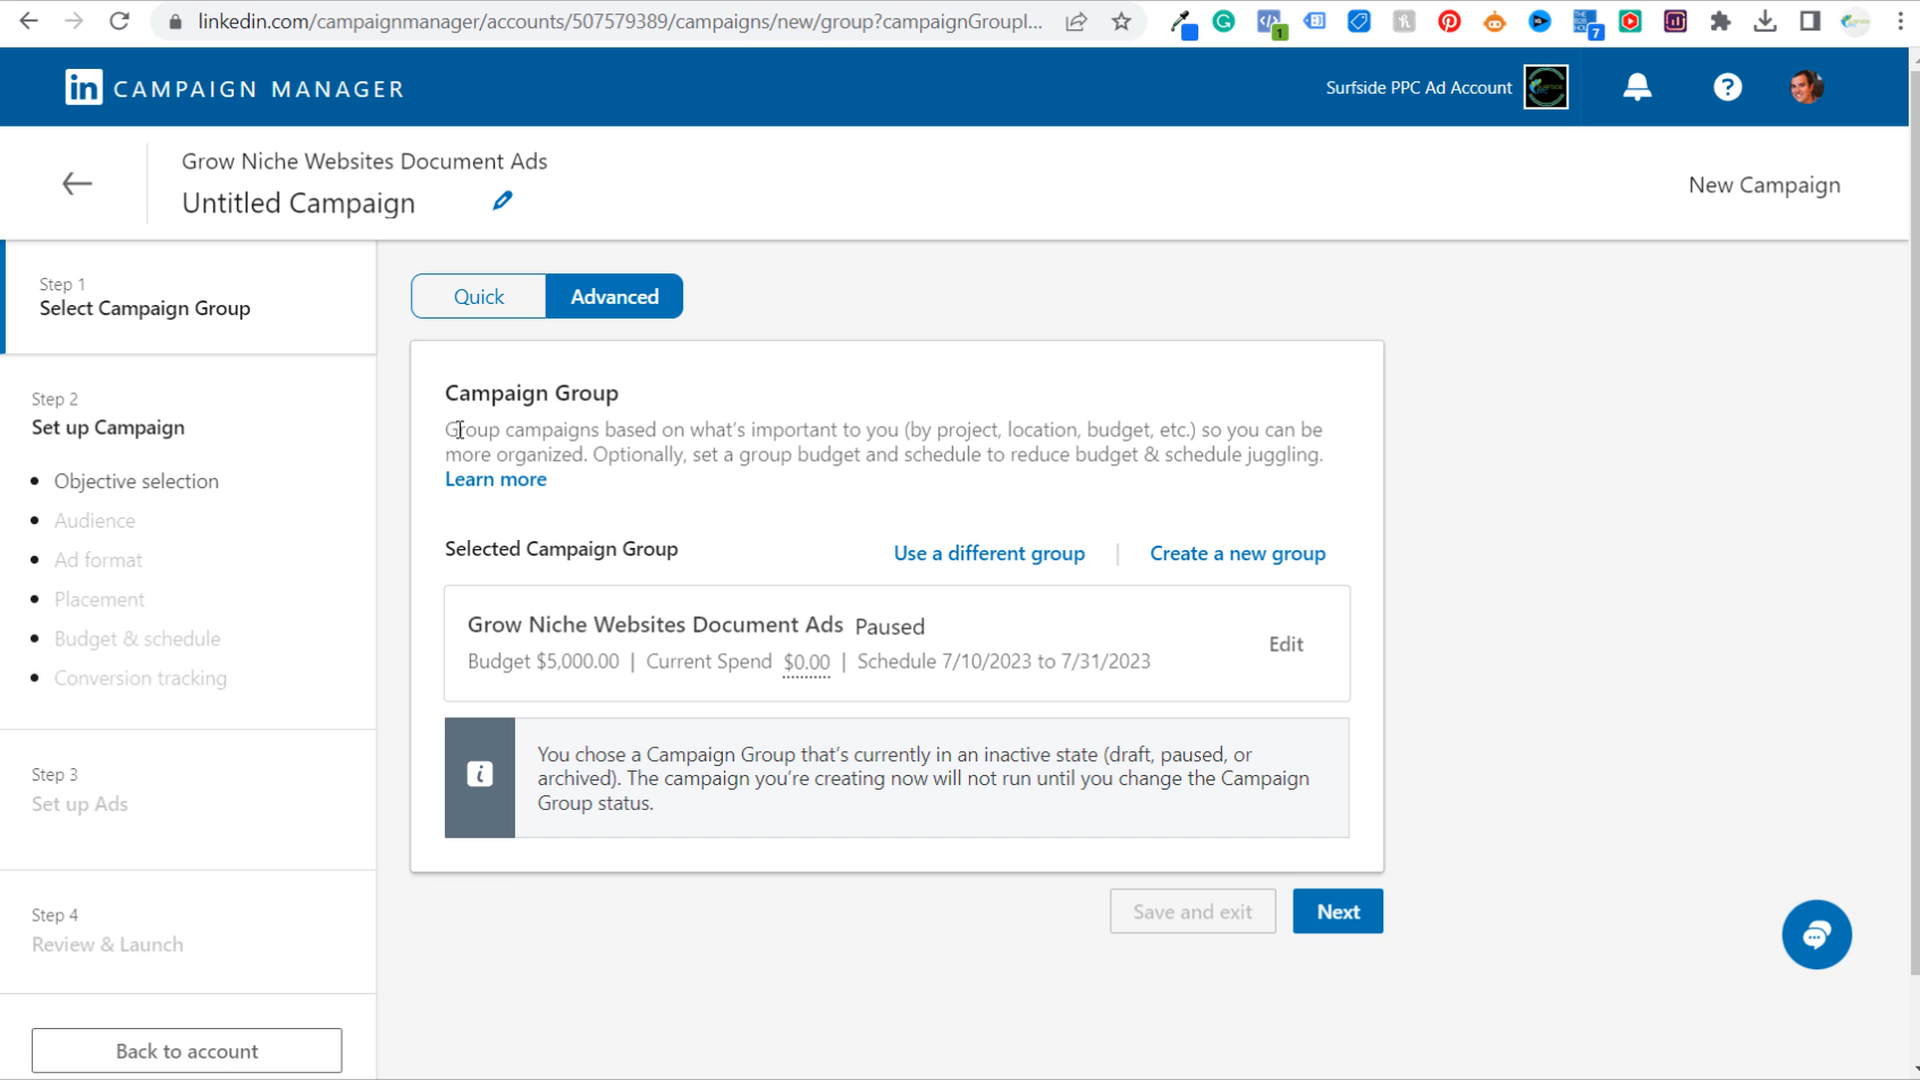 linkedin.com/campaignmanager/accounts/507579389/campaigns/new/group?campaignGroupI...
1
7
in CAMPAIGN MANAGER
Surfside PPC Ad Account
?
Grow Niche Websites Document Ads
Untitled Campaign
New Campaign
Step 1
Select Campaign Group
Step 2
Set up Campaign
Objective selection
Audience
Ad format
Placement
Budget & schedule
Conversion tracking
Step 3
Set up Ads
Step 4
Review & Launch
Back to account
Quick
Advanced
Campaign Group
Group campaigns based on what's important to you (by project, location, budget, etc.) so you can be
more organized. Optionally, set a group budget and schedule to reduce budget & schedule juggling.
Learn more
Selected Campaign Group
Use a different group | Create a new group
Grow Niche Websites Document Ads Paused
Budget $5,000.00 | Current Spend $0.00 | Schedule 7/10/2023 to 7/31/2023
Edit
You chose a Campaign Group that's currently in an inactive state (draft, paused, or
archived). The campaign you're creating now will not run until you change the Campaign
Group status.
Save and exit
Next